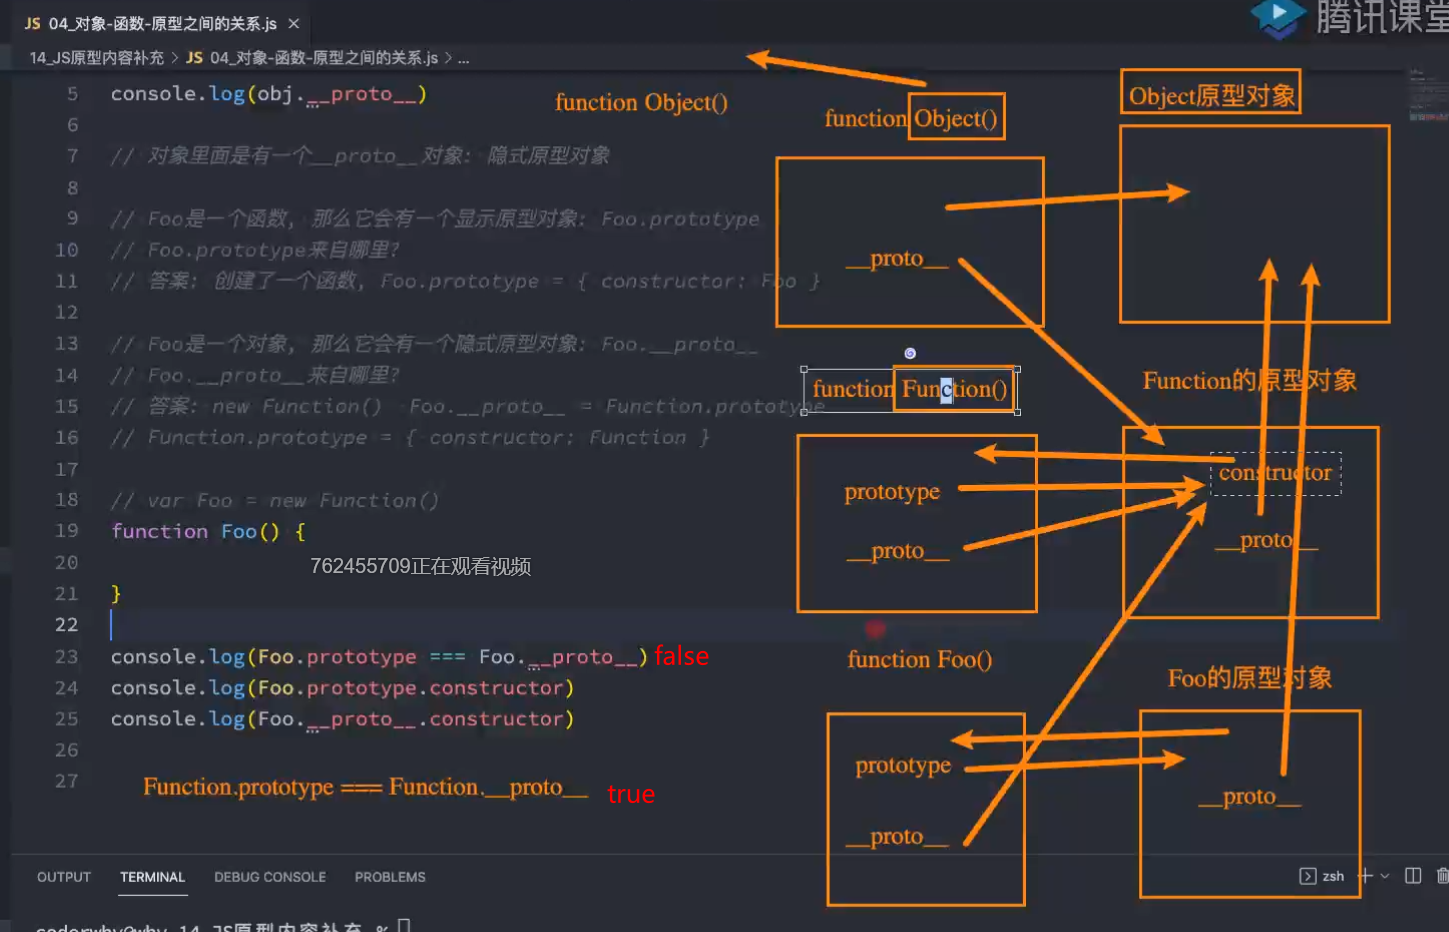 JS 04_对象-函数-原型之间的关系.js ×
腾讯课堂
14_JS原型内容补充 > JS 04_对象-函数-原型之间的关系.js > ...
5 console.log(obj.__proto__)
6
7 // 对象里面是有一个__proto__对象: 隐式原型对象
8
9 // Foo是一个函数, 那么它会有一个显示原型对象: Foo.prototype
10 // Foo.prototype来自哪里?
11 // 答案: 创建了一个函数, Foo.prototype = { constructor: Foo }
12
13 // Foo是一个对象, 那么它会有一个隐式原型对象: Foo.__proto__
14 // Foo.__proto__来自哪里?
15 // 答案: new Function() Foo.__proto__ = Function.prototype
16 // Function.prototype = { constructor: Function }
17
18 // var Foo = new Function()
19 function Foo() {
20
762455709正在观看视频
21 }
22
23 console.log(Foo.prototype === Foo.__proto__) false
24 console.log(Foo.prototype.constructor)
25 console.log(Foo.__proto__.constructor)
26
27
Function.prototype === Function.__proto__ true
function Object()
function Object()
Object原型对象
__proto__
function Function()
Function的原型对象
prototype
__proto__
constructor
__proto__
function Foo()
Foo的原型对象
prototype
__proto__
__proto__
OUTPUT TERMINAL DEBUG CONSOLE PROBLEMS
zsh
coderwhy@why 14_JS原型内容补充 %